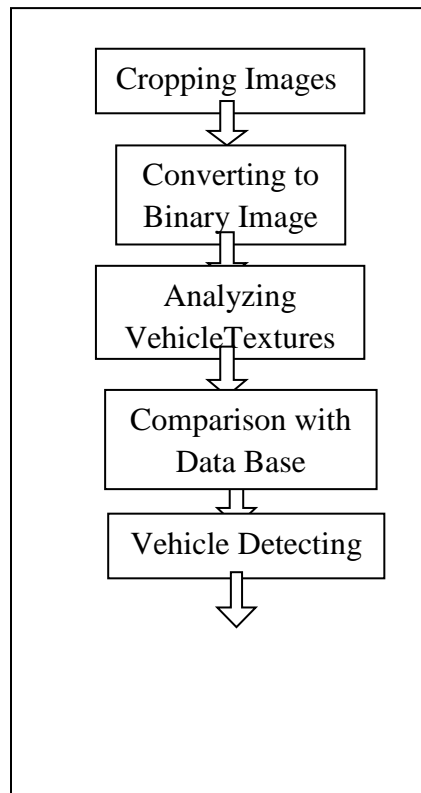 Cropping Images
Converting to
Binary Image
Analyzing
VehicleTextures
Comparison with
Data Base
Vehicle Detecting